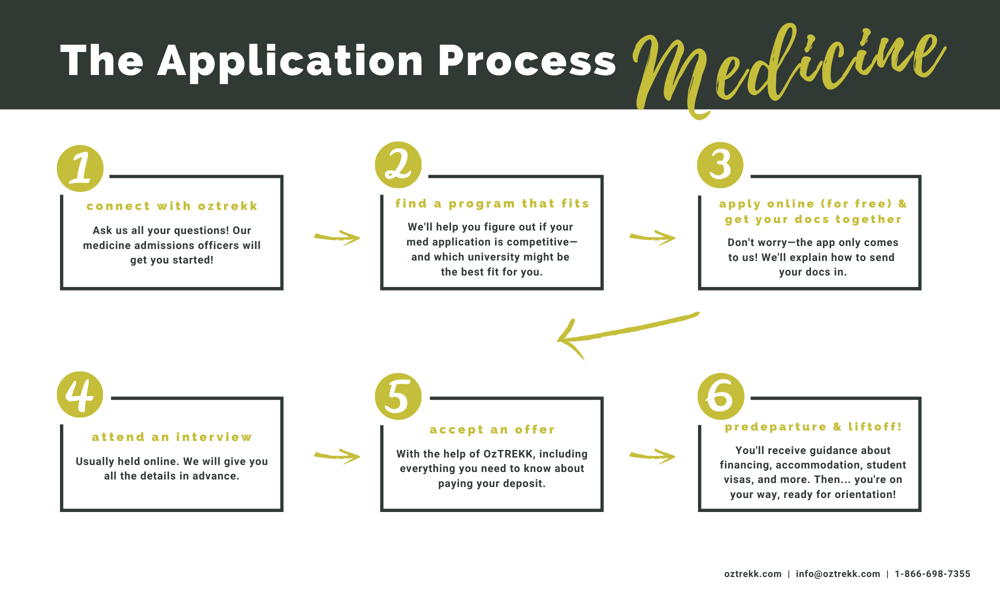 The Application Process Medicine
1
connect with oztrekk
Ask us all your questions! Our
medicine admissions officers will
get you started!
2
find a program that fits
We'll help you figure out if your
med application is competitive—
and which university might be
the best fit for you.
3
apply online (for free) &
get your docs together
Don't worry—the app only comes
to us! We'll explain how to send
your docs in.
4
attend an interview
Usually held online. We will give you
all the details in advance.
5
accept an offer
With the help of OzTREKK, including
everything you need to know about
paying your deposit.
6
predeparture & liftoff!
You'll receive guidance about
financing, accommodation, student
visas, and more. Then... you're on
your way, ready for orientation!
oztrekk.com | info@oztrekk.com | 1-866-698-7355